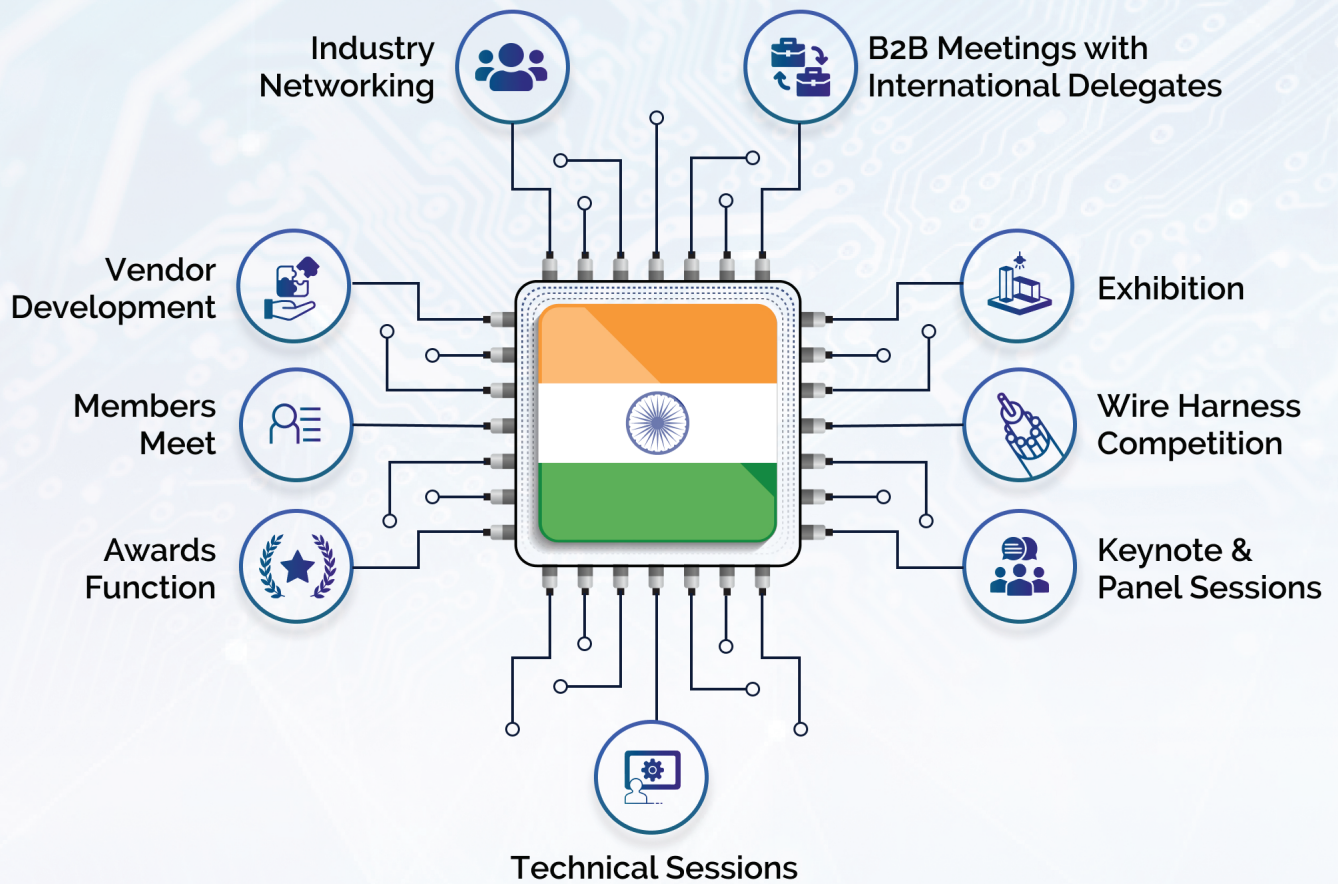 Industry
Networking
B2B Meetings with
International Delegates
Vendor
Development
Exhibition
Members
Meet
Wire Harness
Competition
Awards
Function
Keynote &
Panel Sessions
Technical Sessions